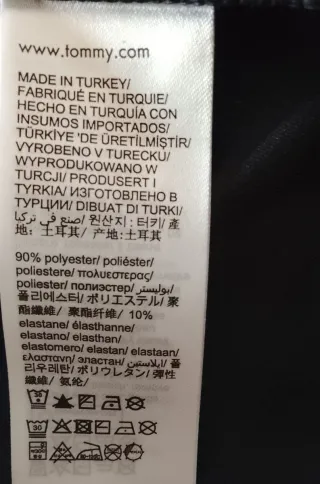 www.tommy.com
MADE IN TURKEY/
FABRIQUÉ EN TURQUIE/
HECHO EN TURQUÍA CON
INSUMOS IMPORTADOS/
TÜRKİYE 'DE ÜRETİLMİŞTİR/
VYROBENO V TURECKU/
WYPRODUKOWANO W
TURCJI/ PRODUSERT I
TYRKIA/ ИЗГОТОВЛЕНО В
ТУРЦИИ/ DIBUAT DI TURKI/
صنع في تركيا/ 원산지 : 터키/ 產
地: 土耳其/ 产地:土耳其
90% polyester/ poliéster/
poliestere/ πολυεστερας/
poliester/ полиэстер/ بوليستر/
폴리에스터/ ポリエステル/ 聚
酯纖維/ 聚酯纤维/ 10%
elastane/ élasthanne/
elastano/ elasthan/
elastomero/ elastan/ elastaan/
ελαστανη/ эластан/ ايلاستين/ 폴
리우레탄/ ポリウレタン/ 彈性
纖維/ 氨纶/